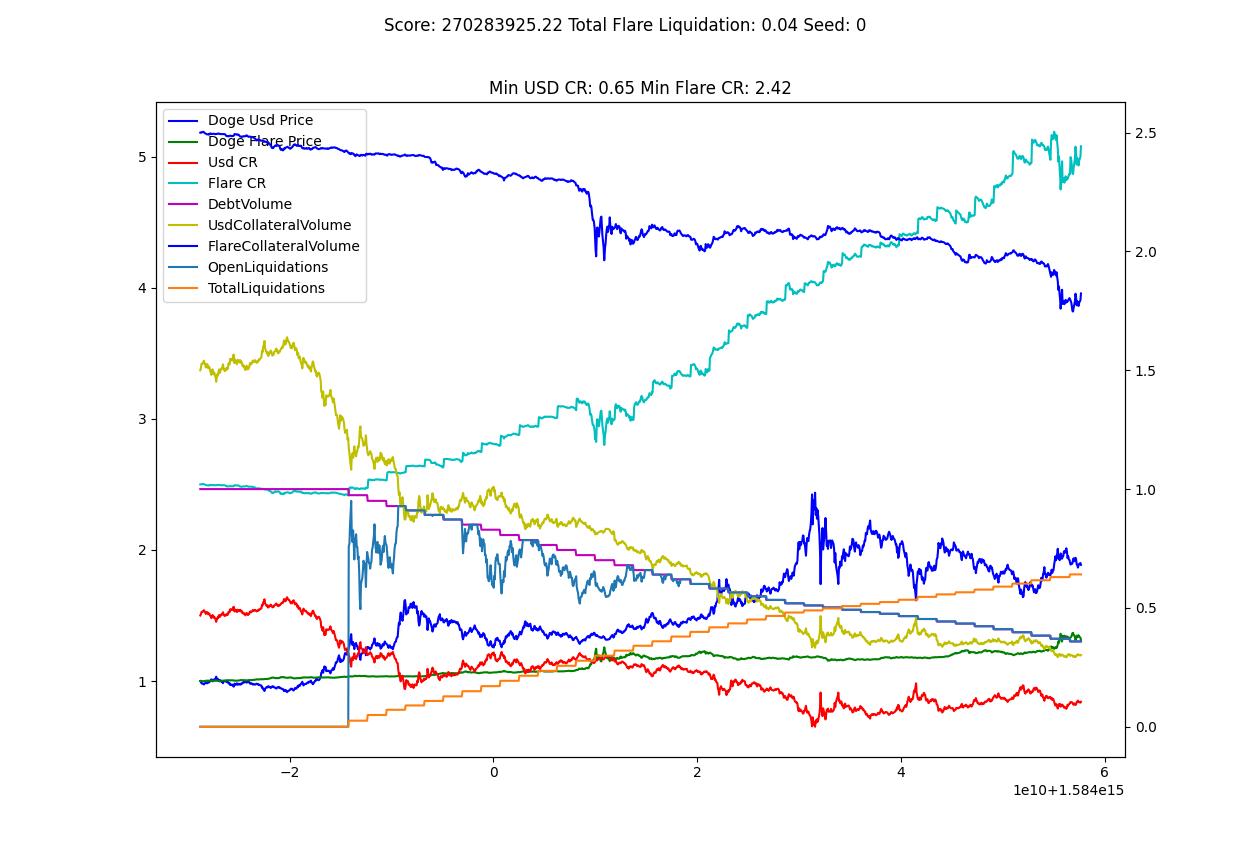 Score: 270283925.22 Total Flare Liquidation: 0.04 Seed: 0
Min USD CR: 0.65 Min Flare CR: 2.42
Doge Usd Price
Doge Flare Price
Usd CR
Flare CR
DebtVolume
UsdCollateralVolume
FlareCollateralVolume
OpenLiquidations
TotalLiquidations
5
4
3
2
1
2.5
2.0
1.5
1.0
0.5
0.0
−2
0
2
4
6
1e10+1.584e15